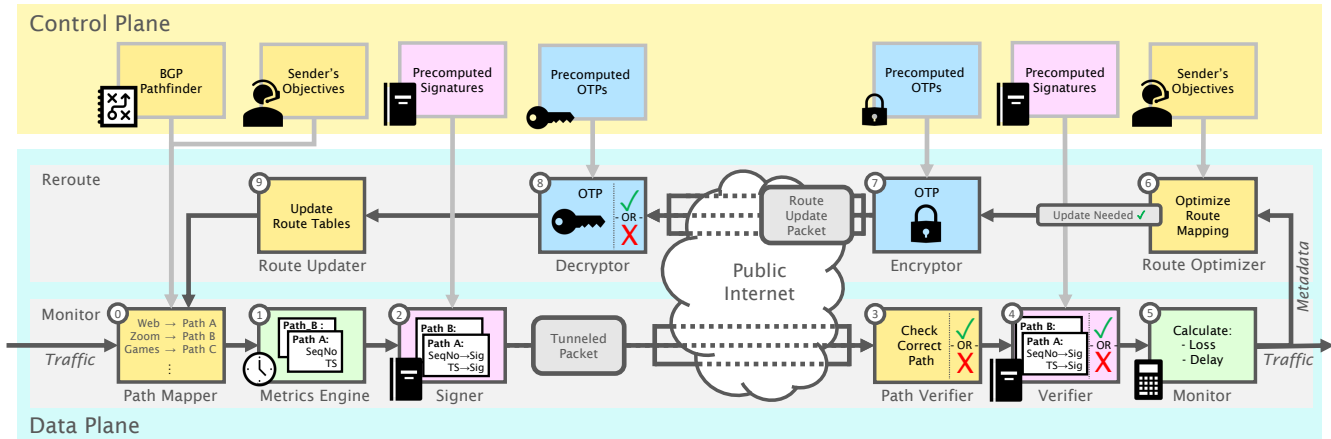 Control Plane
BGP
Pathfinder
Sender's
Objectives
Precomputed
Signatures
Precomputed
OTPs
Precomputed
OTPs
Precomputed
Signatures
Sender's
Objectives
Reroute
9
Update
Route Tables
Route Updater
8
OTP
✓
- OR -
X
Decryptor
Route
Update
Packet
Public
Internet
7
OTP
Encryptor
Update Needed ✓
6
Optimize
Route
Mapping
Route Optimizer
Metadata
Monitor
Traffic
0
Web → Path A
Zoom → Path B
Games → Path C
⋮
Path Mapper
1
Path B :
Path A:
SeqNo
TS
Metrics Engine
2
Path B:
Path A:
SeqNo→Sig
TS→Sig
Signer
Tunneled
Packet
3
Check
Correct
Path
✓
- OR -
X
Path Verifier
4
Path B:
Path A:
SeqNo→Sig
TS→Sig
✓
- OR -
X
Verifier
5
Calculate:
- Loss
- Delay
Monitor
Traffic
Data Plane